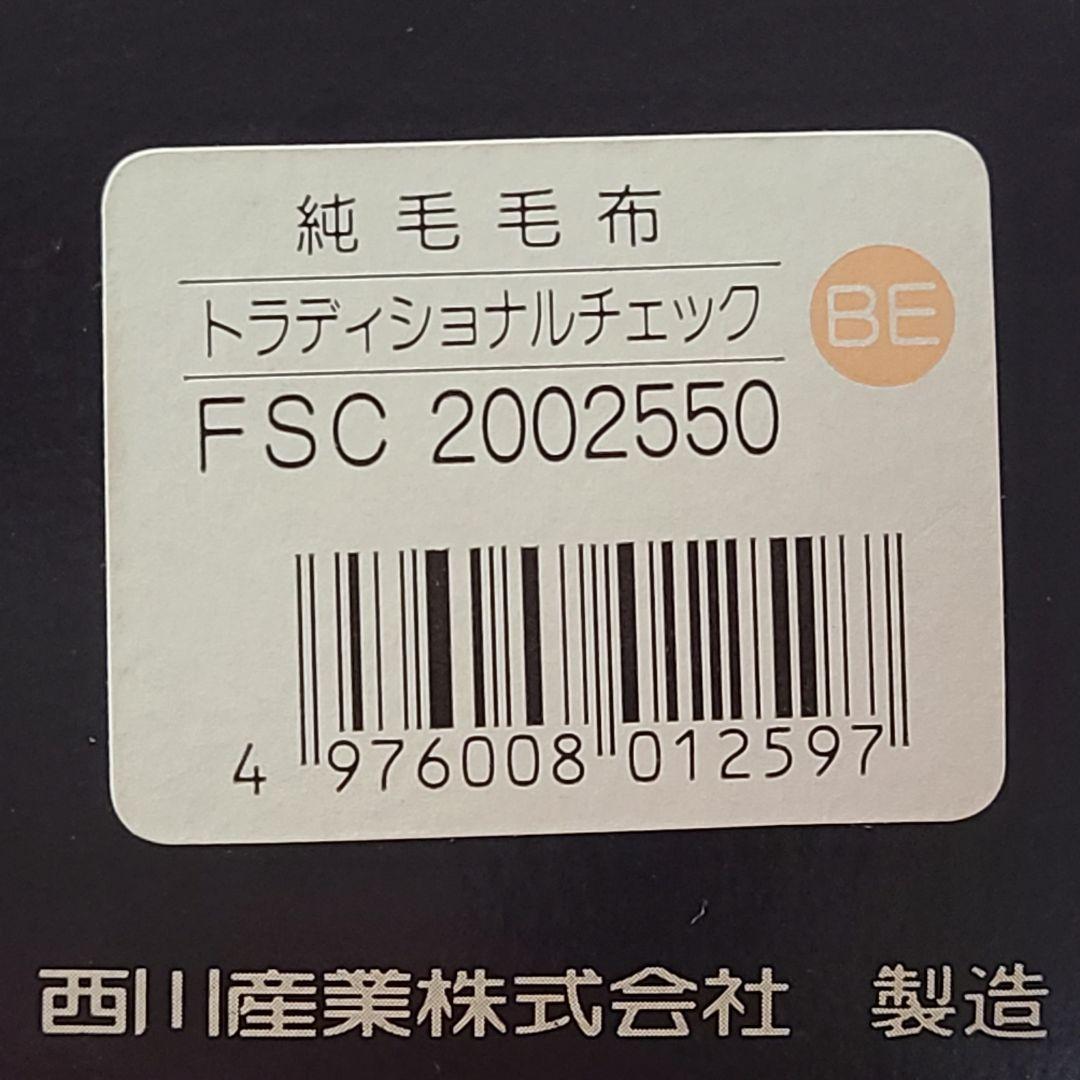 純毛毛布
トラディショナルチェック
BE
FSC 2002550
4 976008 012597
西川産業株式会社 製造